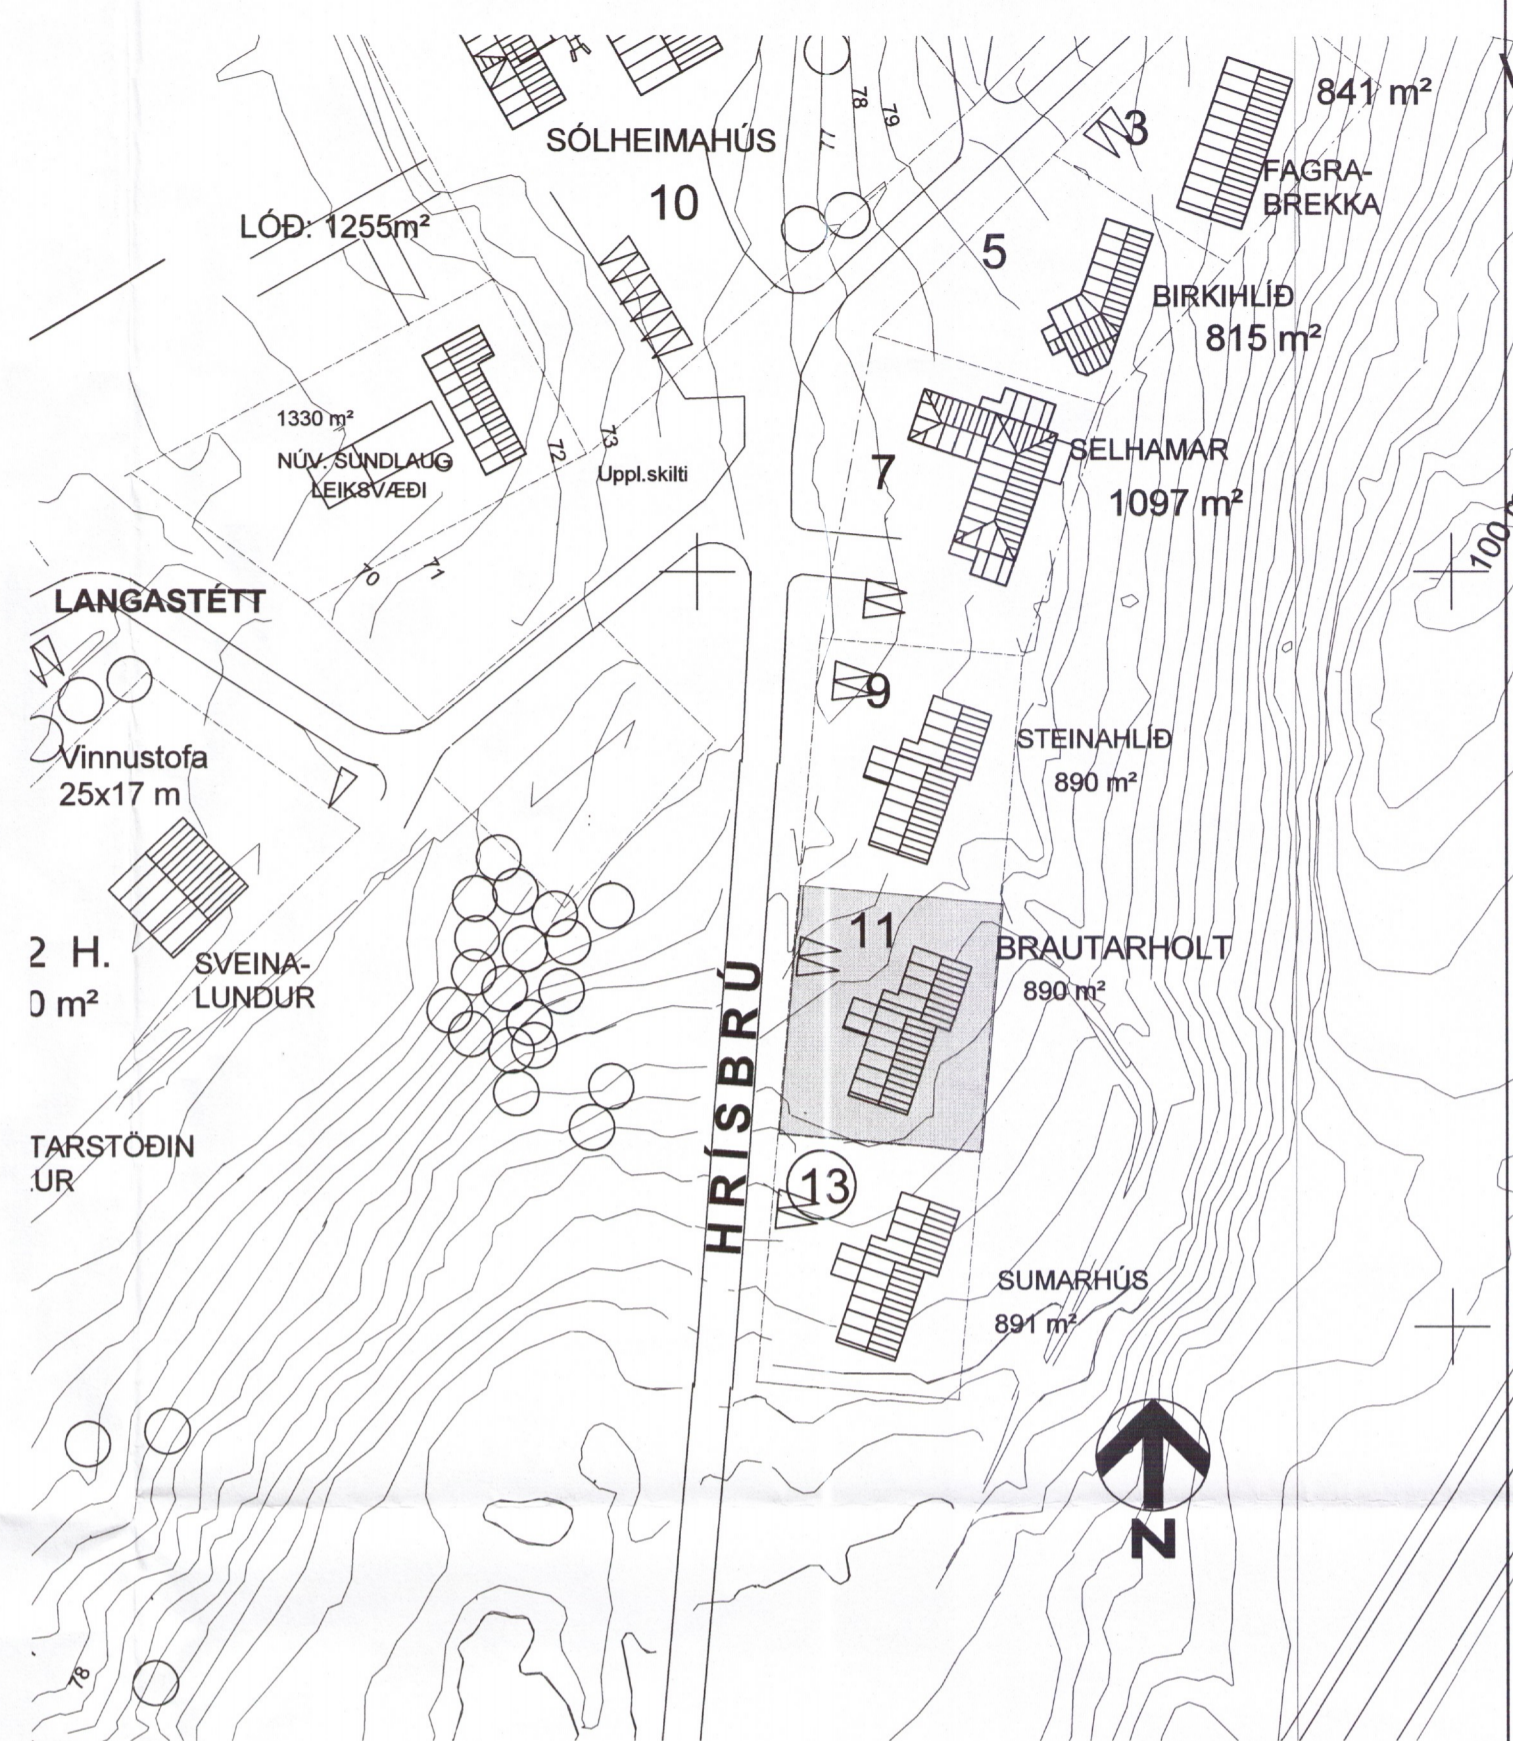 841 m²
78
79
77
3
SÓLHEIMAHÚS
10
FAGRA-
BREKKA
LÓÐ: 1255m²
5
BIRKIHLÍÐ
815 m²
1330 m²
NÚV. SUNDLAUG
LEIKSVÆÐI
72
73
Uppl.skilti
7
SELHAMAR
1097 m²
70
71
100
LANGASTÉTT
9
STEINAHLÍÐ
890 m²
Vinnustofa
25x17 m
11
BRAUTARHOLT
890 m²
2 H.
0 m²
SVEINA-
LUNDUR
HRÍSBRÚ
TARSTÖÐIN
UR
13
SUMARHÚS
891 m²
N
78